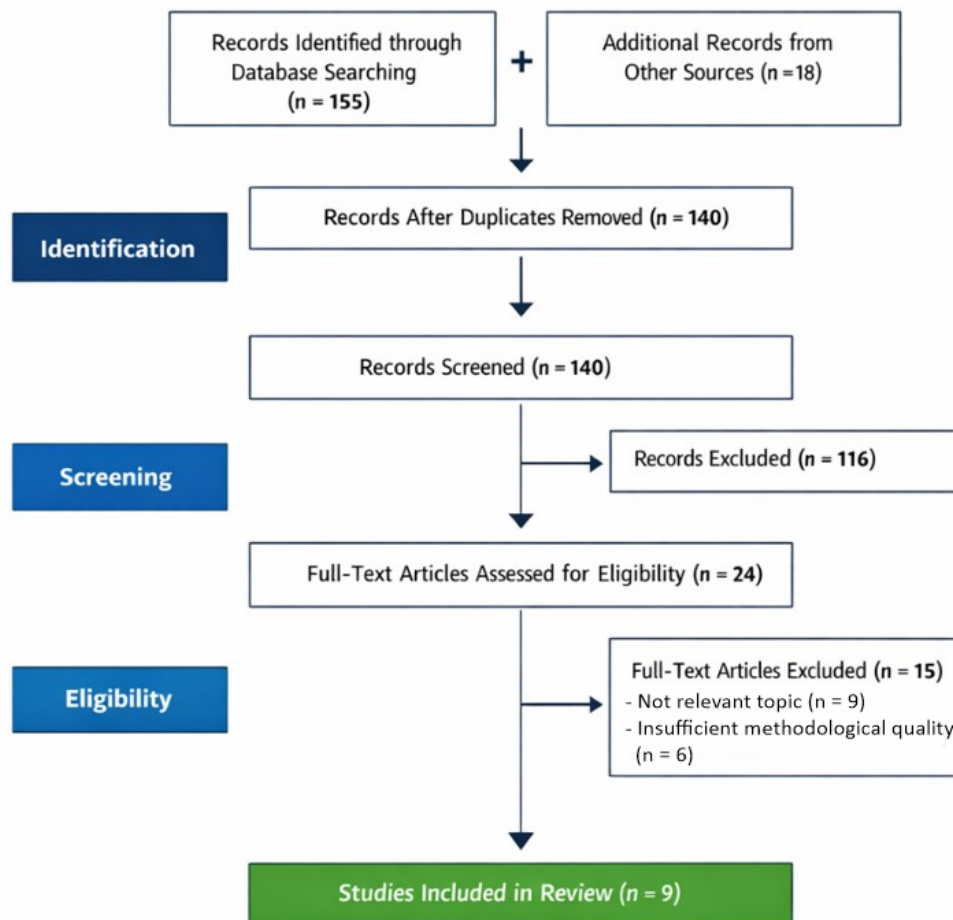 Records Identified through
Database Searching
(n = 155)
+
Additional Records from
Other Sources (n = 18)
Records After Duplicates Removed (n = 140)
Identification
Records Screened (n = 140)
Records Excluded (n = 116)
Screening
Full-Text Articles Assessed for Eligibility (n = 24)
Full-Text Articles Excluded (n = 15)
- Not relevant topic (n = 9)
- Insufficient methodological quality
(n = 6)
Eligibility
Studies Included in Review (n = 9)